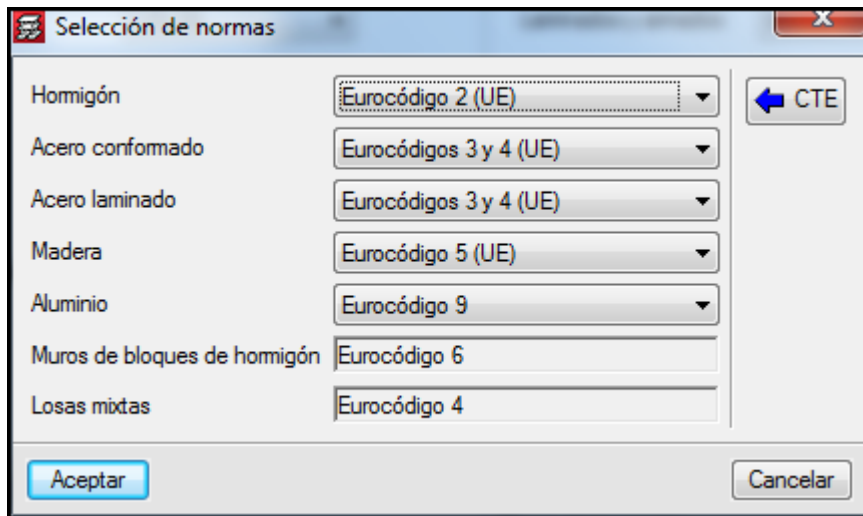 Selección de normas
Hormigón Eurocódigo 2 (UE) CTE
Acero conformado Eurocódigos 3 y 4 (UE)
Acero laminado Eurocódigos 3 y 4 (UE)
Madera Eurocódigo 5 (UE)
Aluminio Eurocódigo 9
Muros de bloques de hormigón Eurocódigo 6
Losas mixtas Eurocódigo 4
Aceptar Cancelar